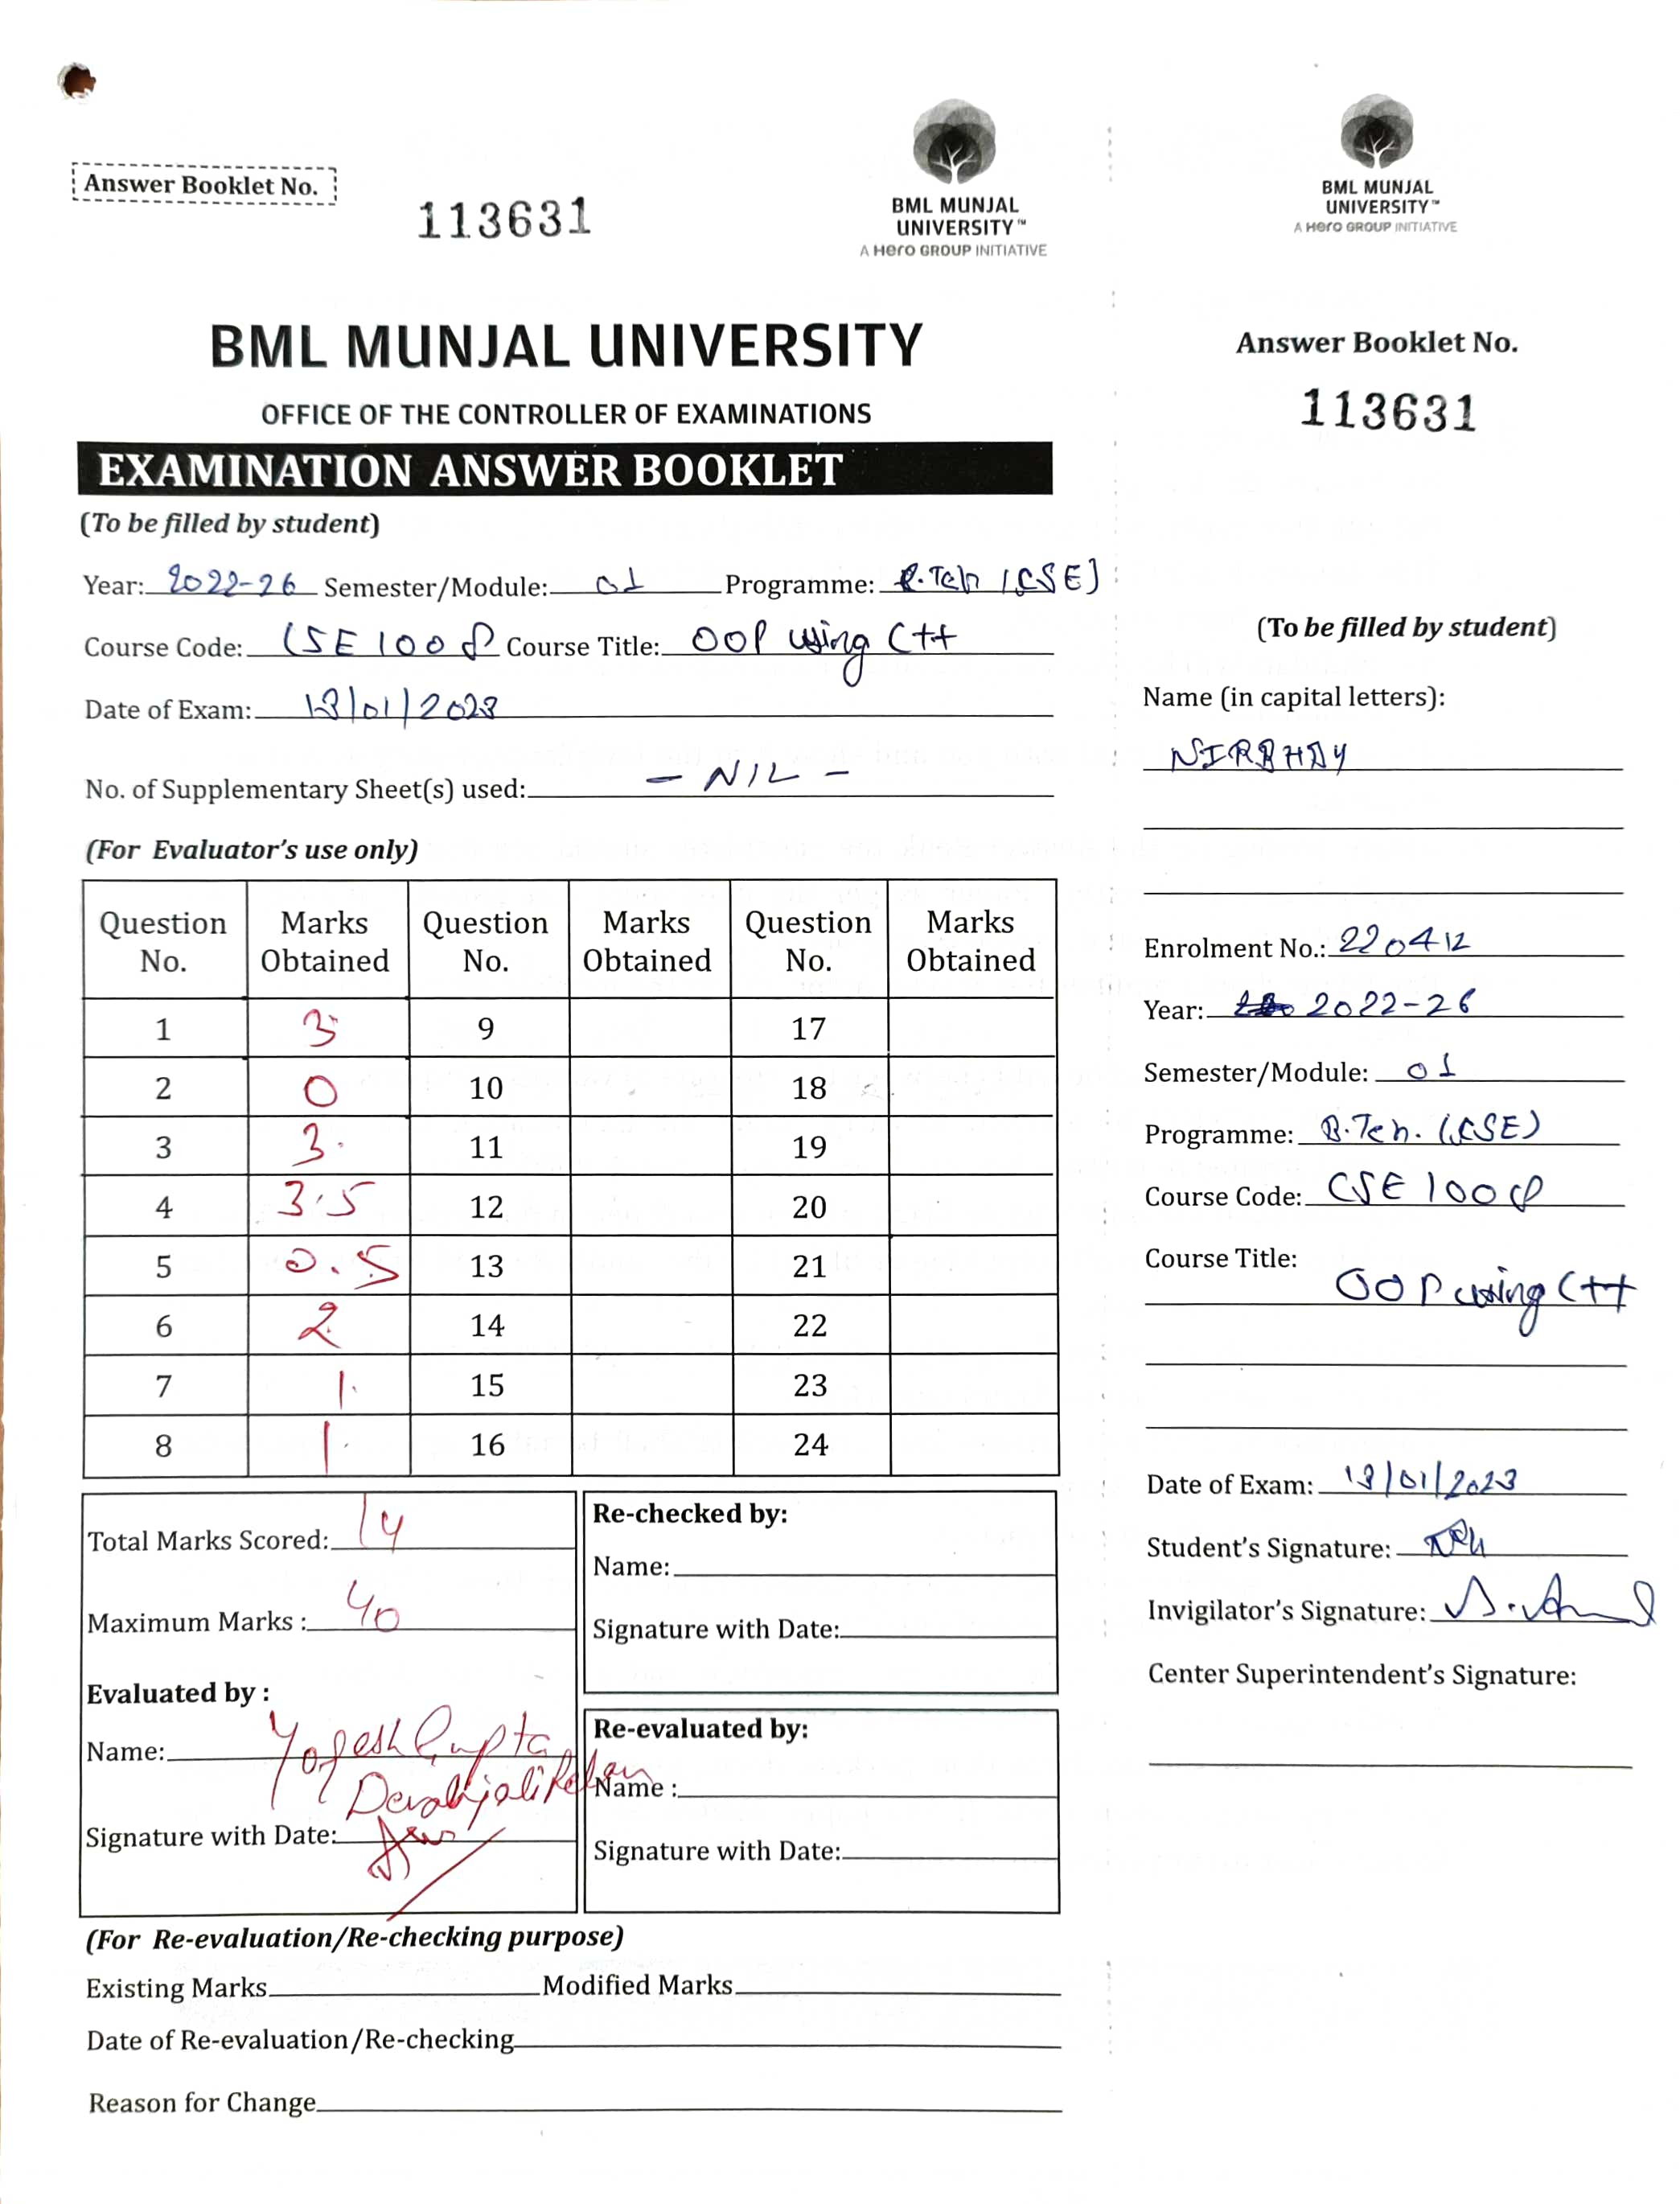 Answer Booklet No.
113631
BML MUNJAL
UNIVERSITY™
A Hero GROUP INITIATIVE
BML MUNJAL UNIVERSITY
OFFICE OF THE CONTROLLER OF EXAMINATIONS
EXAMINATION ANSWER BOOKLET
(To be filled by student)
Year: 2022-26 Semester/Module: 01 Programme: B.Teh (CSE)
Course Code: CSE 100 Course Title: OOP using C++
Date of Exam: 13/01/2023
No. of Supplementary Sheet(s) used: - NIL -
(For Evaluator's use only)
Question No. Marks Obtained Question No. Marks Obtained Question No. Marks Obtained
1 3 9 17
2 0 10 18
3 3. 11 19
4 3.5 12 20
5 0.5 13 21
6 2 14 22
7 1. 15 23
8 1. 16 24
Total Marks Scored: 14
Maximum Marks : 40
Evaluated by :
Name: Yogesh Gupta
Signature with Date:
Re-checked by:
Name:
Signature with Date:
Re-evaluated by:
Name :
Signature with Date:
(For Re-evaluation/Re-checking purpose)
Existing Marks Modified Marks
Date of Re-evaluation/Re-checking
Reason for Change
BML MUNJAL
UNIVERSITY™
A Hero GROUP INITIATIVE
Answer Booklet No.
113631
(To be filled by student)
Name (in capital letters):
NIRBHAY
Enrolment No.: 220412
Year: 2022-26
Semester/Module: 01
Programme: B.Teh. (CSE)
Course Code: CSE 100
Course Title:
OOP using C++
Date of Exam: 13/01/2023
Student's Signature:
Invigilator's Signature:
Center Superintendent's Signature: